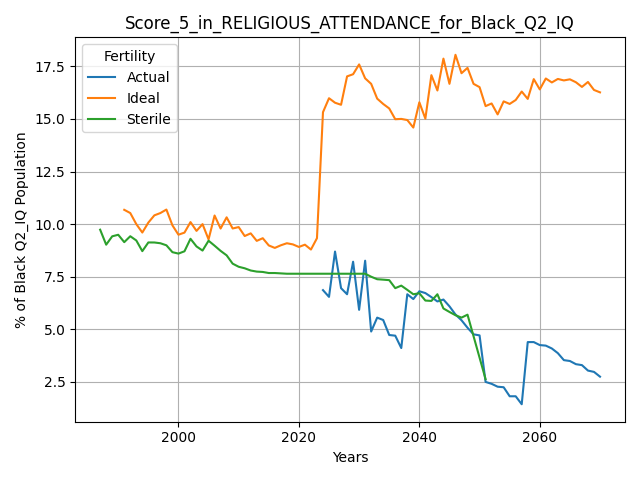 Score_5_in_RELIGIOUS_ATTENDANCE_for_Black_Q2_IQ
Fertility
Actual
Ideal
Sterile
% of Black Q2_IQ Population
17.5
15.0
12.5
10.0
7.5
5.0
2.5
2000
2020
2040
2060
Years